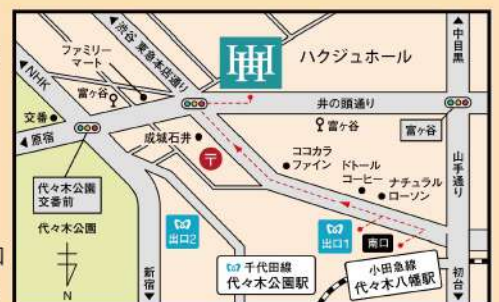 渋谷 東急本店通り▲
ファミリー
マート
HH
ハクジュホール
▲中目黒
◀NHK
富ヶ谷
井の頭通り
交番
◀原宿
富ヶ谷
富ヶ谷
成城石井
〒
ココカラ
ファイン
ドトール
コーヒー
ナチュラル
ローソン
山手通り
代々木公園
交番前
代々木公園
出口2
出口1
南口
千代田線
代々木公園駅
小田急線
代々木八幡駅
N
新宿▼
初台▼